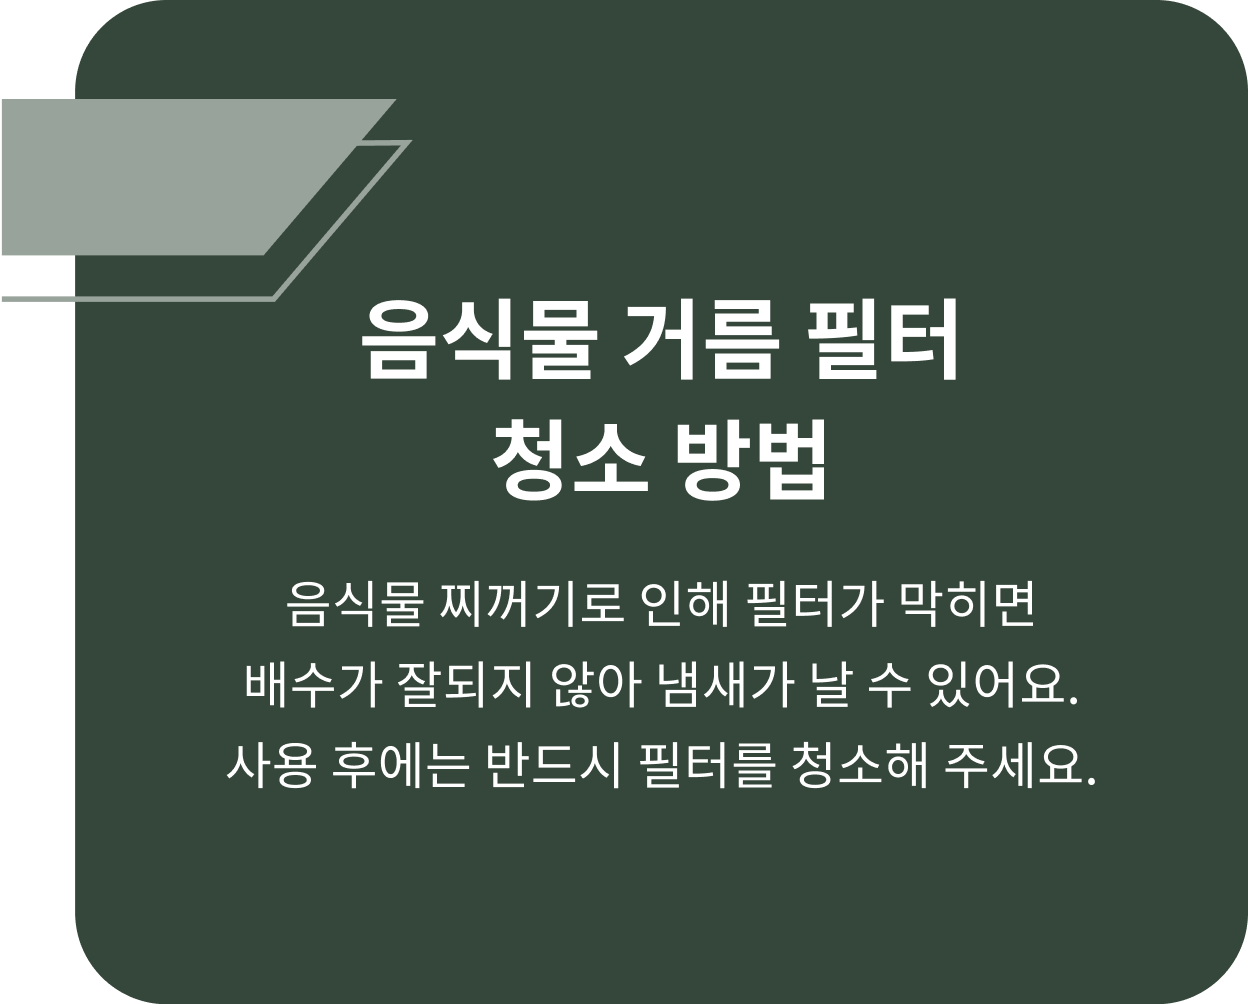 음식물 거름 필터
청소 방법
음식물 찌꺼기로 인해 필터가 막히면
배수가 잘되지 않아 냄새가 날 수 있어요.
사용 후에는 반드시 필터를 청소해 주세요.